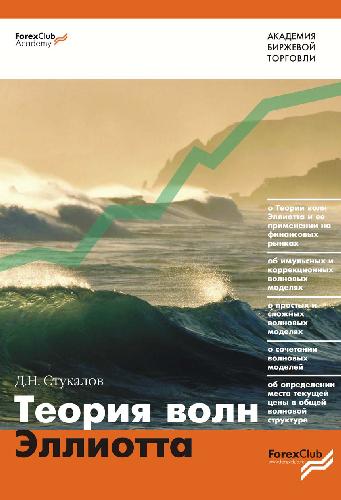 ForexClub
Academy
АКАДЕМИЯ
БИРЖЕВОЙ
ТОРГОВЛИ
о Теории волн
Эллиотта и ее
применении на
финансовых
рынках
об импульсных и
коррекционных
волновых
моделях
о простых и
сложных
волновых
моделях
о сочетании
волновых
моделей
об определении
места текущей
цены в общей
волновой
структуре
Д.Н. Стукалов
Теория волн
Эллиотта
ForexClub